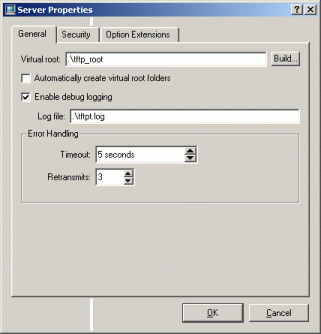 Server Properties
General Security Option Extensions
Virtual root: .\tftp_root Build...
Automatically create virtual root folders
Enable debug logging
Log file: .\tftpt.log
Error Handling
Timeout: 5 seconds
Retransmits: 3
OK Cancel